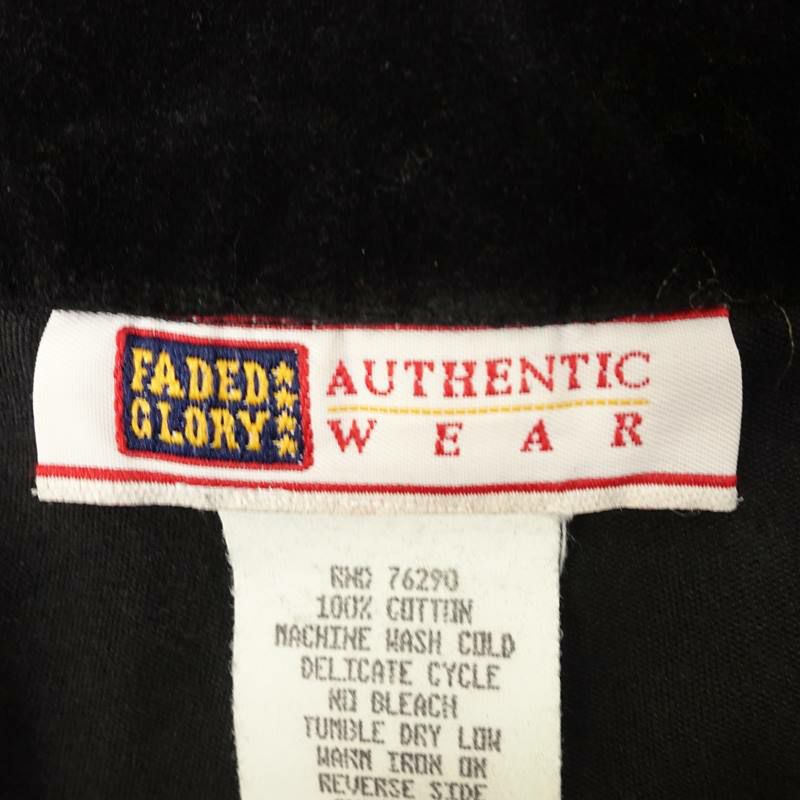 FADED
GLORY
AUTHENTIC
WEAR
RN○ 76290
100% COTTON
MACHINE WASH COLD
DELICATE CYCLE
NO BLEACH
TUMBLE DRY LOW
WARM IRON ON
REVERSE SIDE